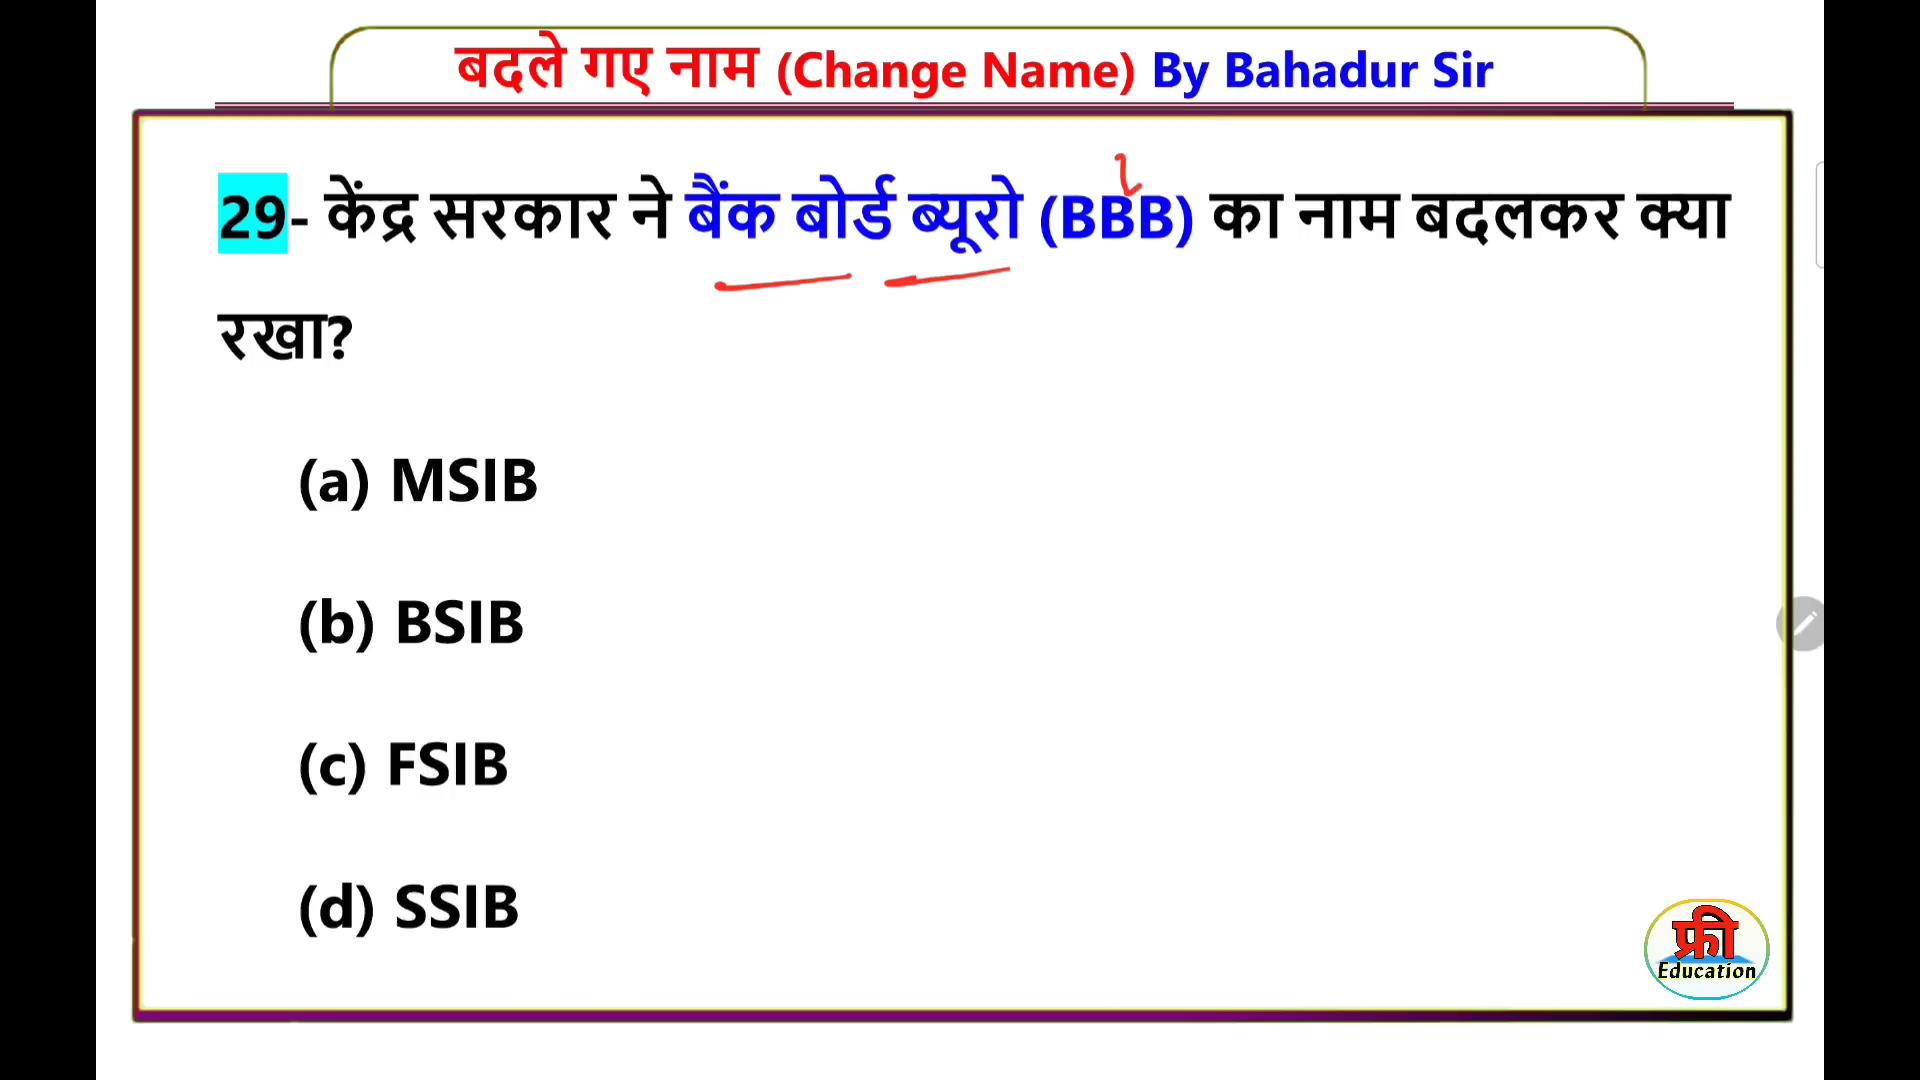 बदले गए नाम (Change Name) By Bahadur Sir
29- केंद्र सरकार ने बैंक बोर्ड ब्यूरो (BBB) का नाम बदलकर क्या
रखा?
(a) MSIB
(b) BSIB
(c) FSIB
(d) SSIB
फ्री
Education